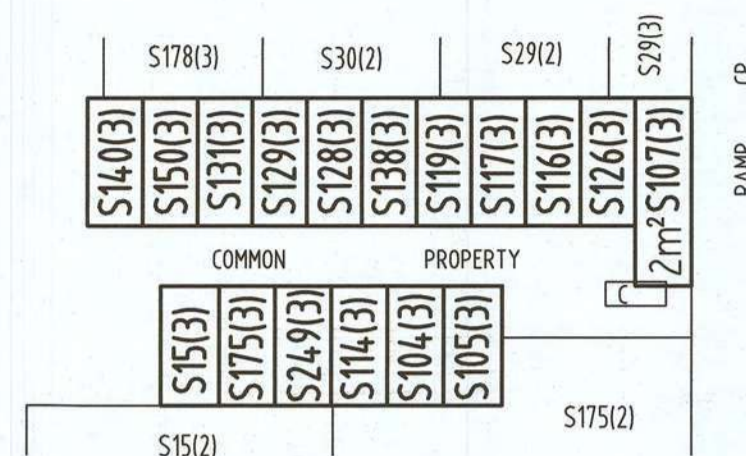 S178(3)
S30(2)
S29(2)
S29(3)
CP
RAMP
S140(3)
S150(3)
S131(3)
S129(3)
S128(3)
S138(3)
S119(3)
S117(3)
S116(3)
S126(3)
2m² S107(3)
COMMON PROPERTY
C
S15(3)
S175(3)
S249(3)
S114(3)
S104(3)
S105(3)
S175(2)
S15(2)